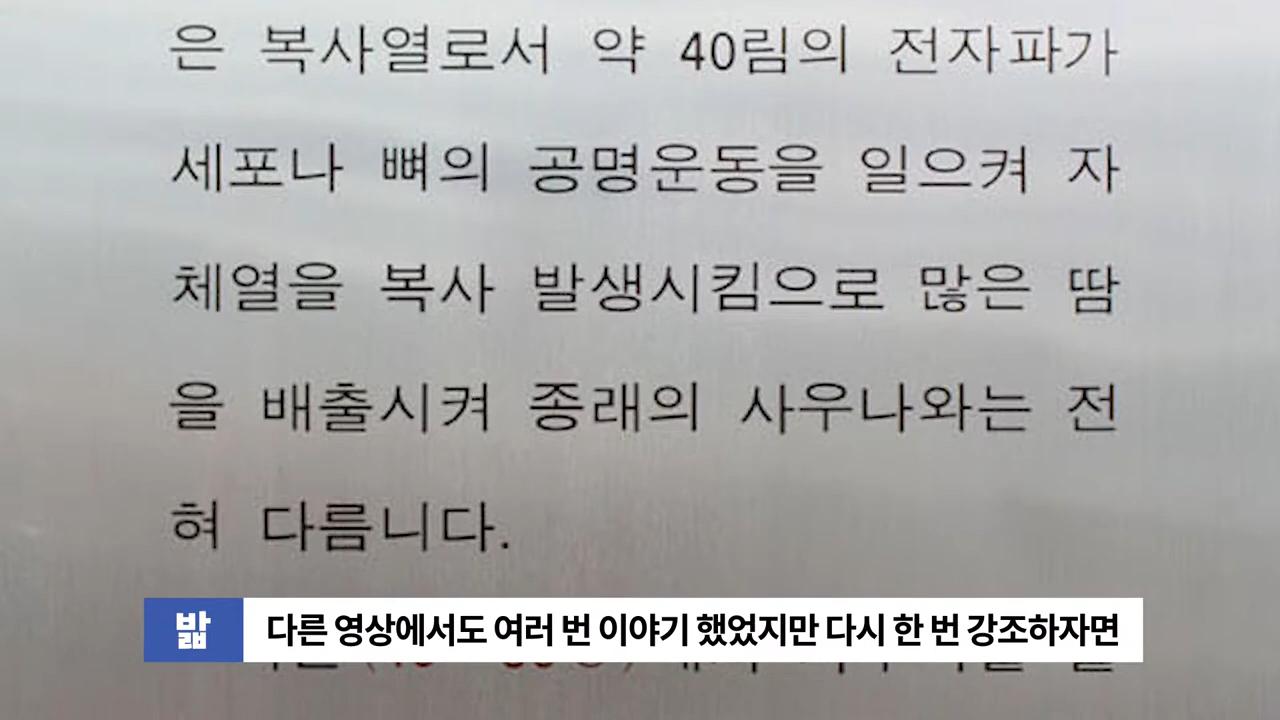 은 복사열로서 약 40림의 전자파가
세포나 뼈의 공명운동을 일으켜 자
체열을 복사 발생시킴으로 많은 땀
을 배출시켜 종래의 사우나와는 전
혀 다름니다.
밞 다른 영상에서도 여러 번 이야기 했었지만 다시 한 번 강조하자면